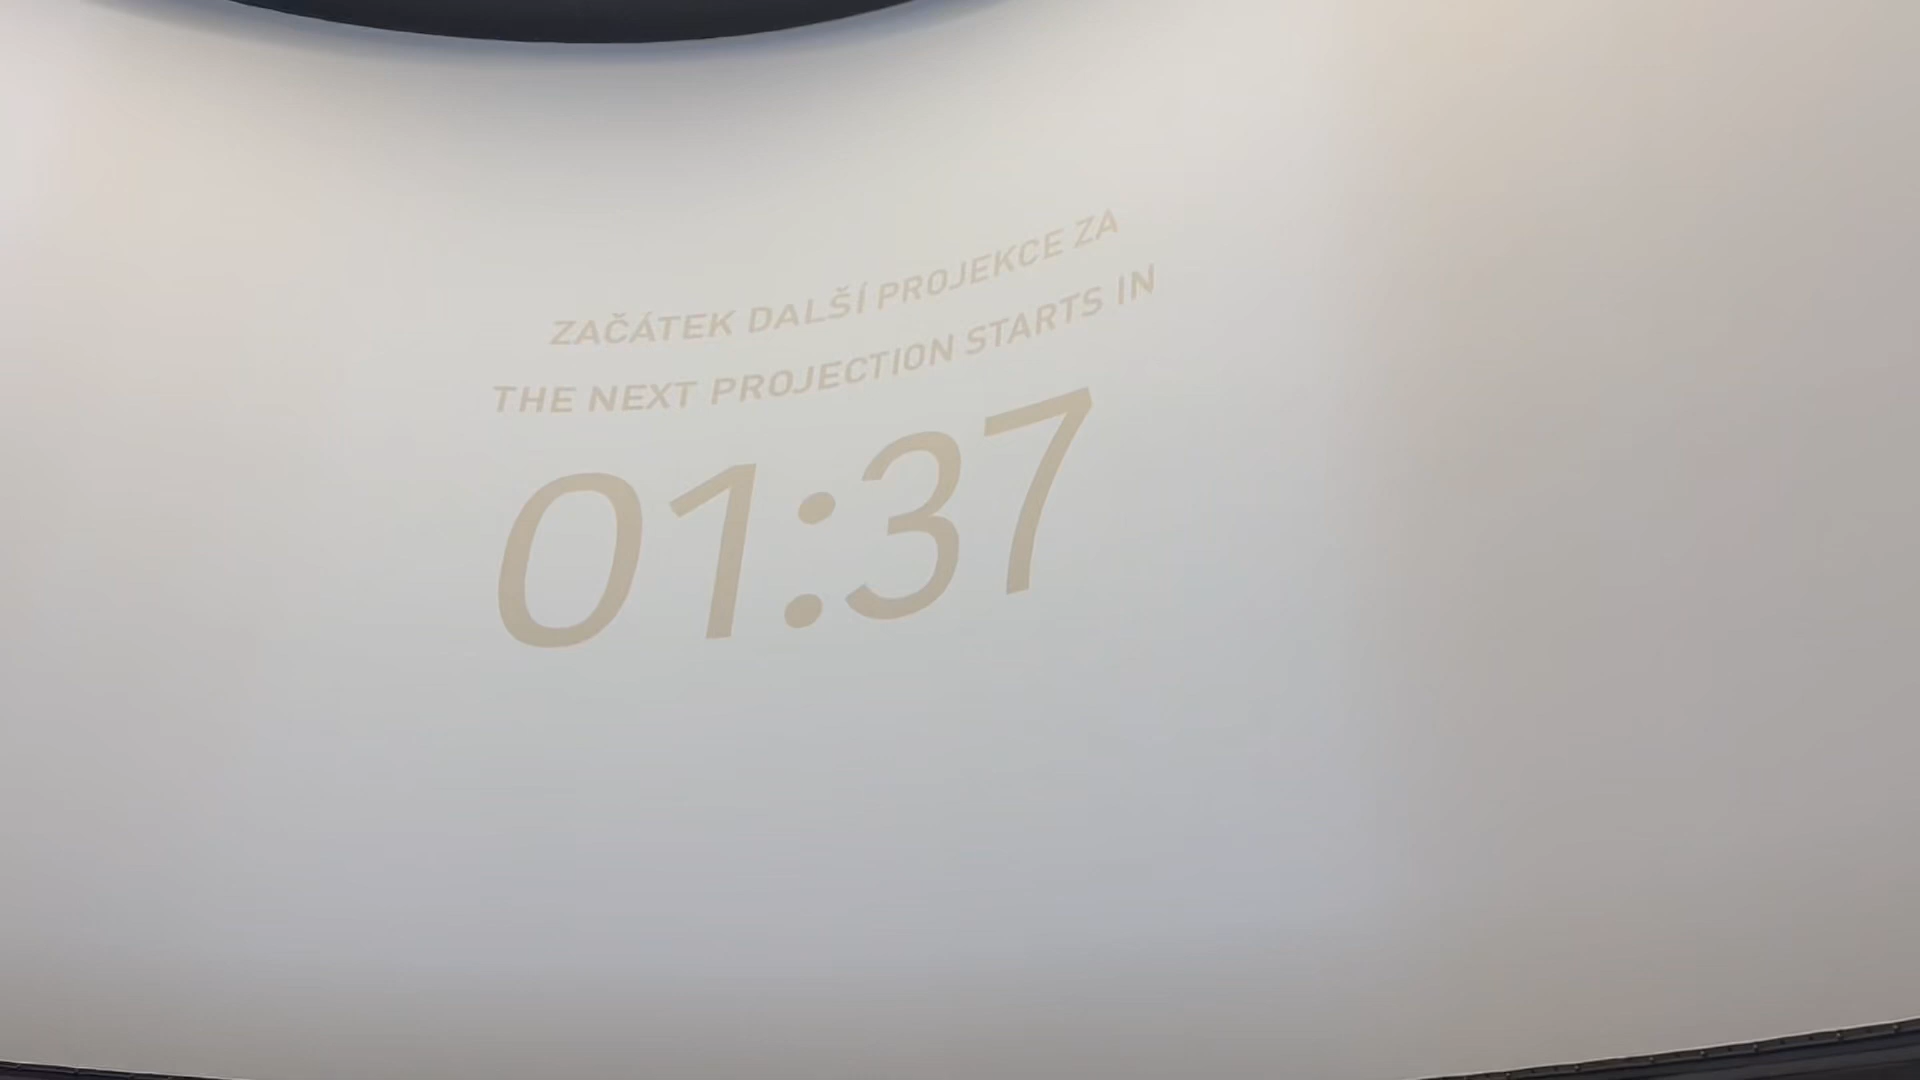 ZAČÁTEK DALŠÍ PROJEKCE ZA
THE NEXT PROJECTION STARTS IN
01:37